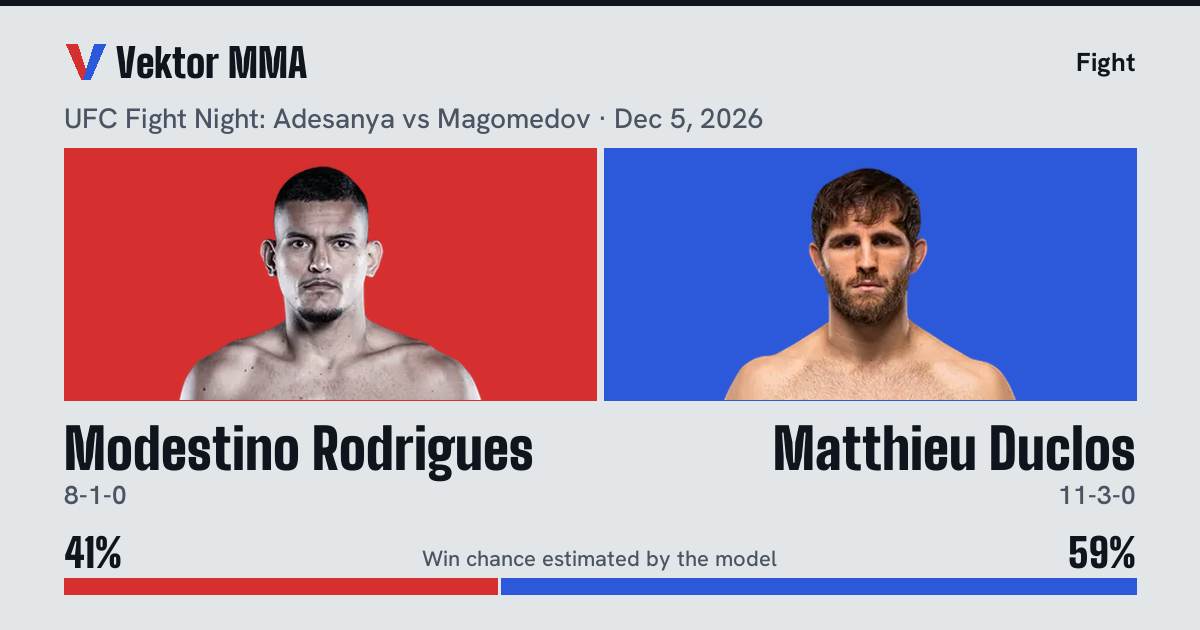 Vektor MMA
Fight
UFC Fight Night: Adesanya vs Magomedov · Dec 5, 2026
Modestino Rodrigues
Matthieu Duclos
8-1-0
11-3-0
41%
Win chance estimated by the model
59%